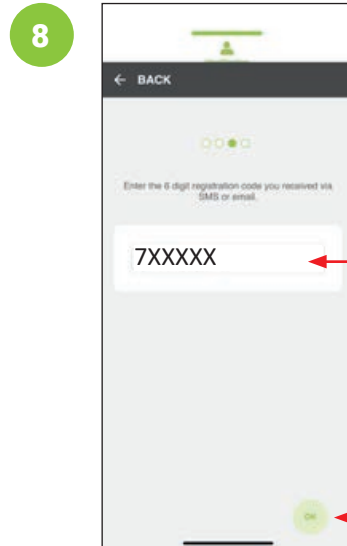 8
← BACK
Enter the 6 digit registration code you received via
SMS or email.
7XXXXX
OK